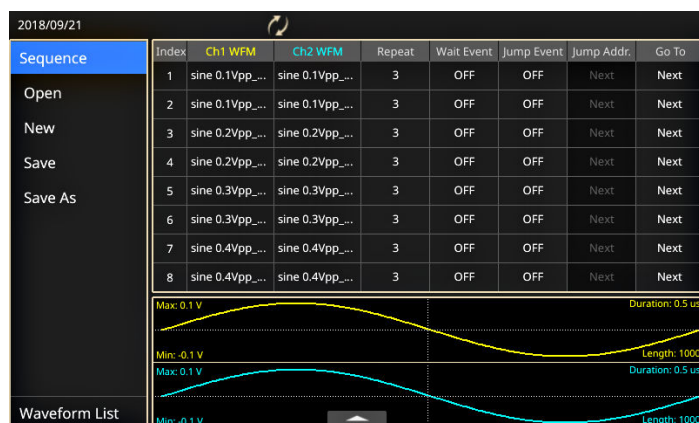 2018/09/21
Sequence
Open
New
Save
Save As
Waveform List
Index Ch1 WFM Ch2 WFM Repeat Wait Event Jump Event Jump Addr. Go To
1 sine 0.1Vpp_... sine 0.1Vpp_... 3 OFF OFF Next Next
2 sine 0.1Vpp_... sine 0.1Vpp_... 3 OFF OFF Next Next
3 sine 0.2Vpp_... sine 0.2Vpp_... 3 OFF OFF Next Next
4 sine 0.2Vpp_... sine 0.2Vpp_... 3 OFF OFF Next Next
5 sine 0.3Vpp_... sine 0.3Vpp_... 3 OFF OFF Next Next
6 sine 0.3Vpp_... sine 0.3Vpp_... 3 OFF OFF Next Next
7 sine 0.4Vpp_... sine 0.4Vpp_... 3 OFF OFF Next Next
8 sine 0.4Vpp_... sine 0.4Vpp_... 3 OFF OFF Next Next
Max: 0.1 V Duration: 0.5 us
Min: -0.1 V Length: 1000
Max: 0.1 V Duration: 0.5 us
Min: -0.1 V Length: 1000